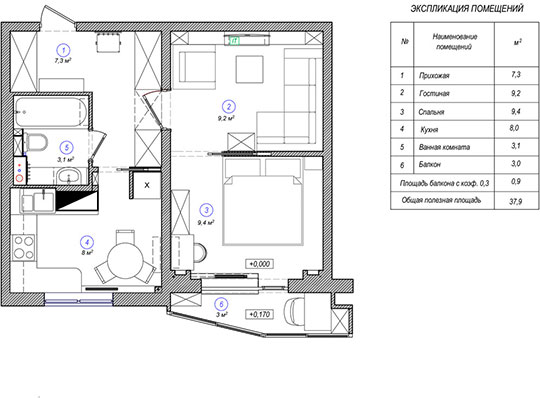 ЭКСПЛИКАЦИЯ ПОМЕЩЕНИЙ
№ Наименование помещений м²
1 Прихожая 7,3
2 Гостиная 9,2
3 Спальня 9,4
4 Кухня 8,0
5 Ванная комната 3,1
6 Балкон 3,0
Площадь балкона с коэф. 0,3 0,9
Общая полезная площадь 37,9
1
7,3 м²
2
9,2 м²
5
3,1 м²
X
3
9,4 м²
4
8 м²
+0,000
6
3 м²
+0,170